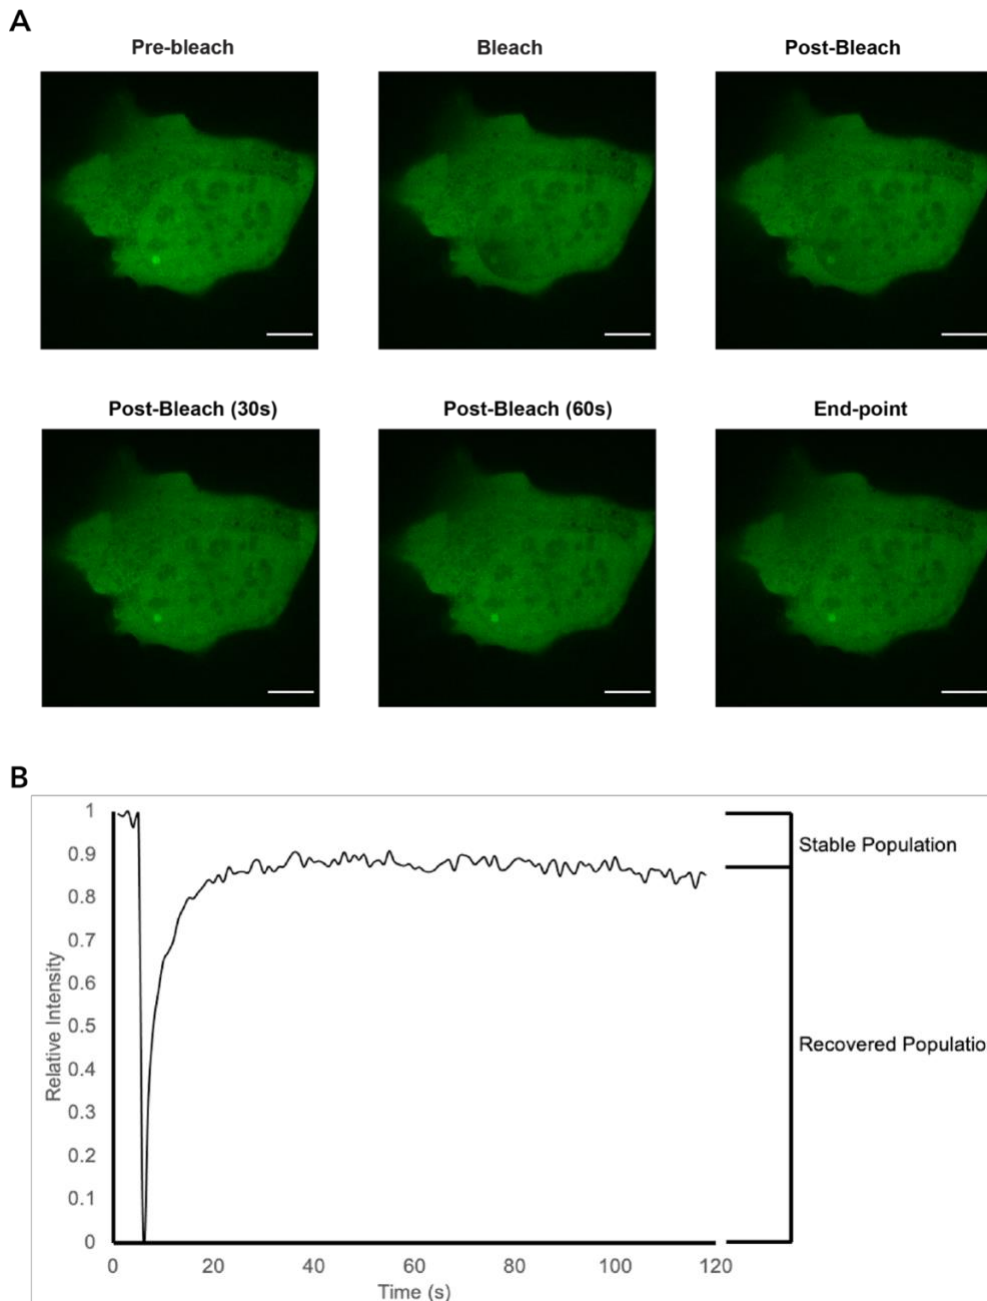 A
Pre-bleach
Bleach
Post-Bleach
Post-Bleach (30s)
Post-Bleach (60s)
End-point
B
1
0.9
0.8
0.7
0.6
0.5
0.4
0.3
0.2
0.1
0
Relative Intensity
0 20 40 60 80 100 120
Time (s)
Stable Population
Recovered Populatio